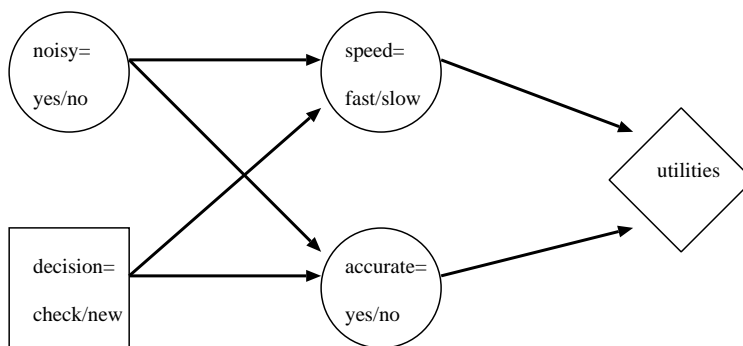 noisy=
yes/no
speed=
fast/slow
utilities
decision=
check/new
accurate=
yes/no